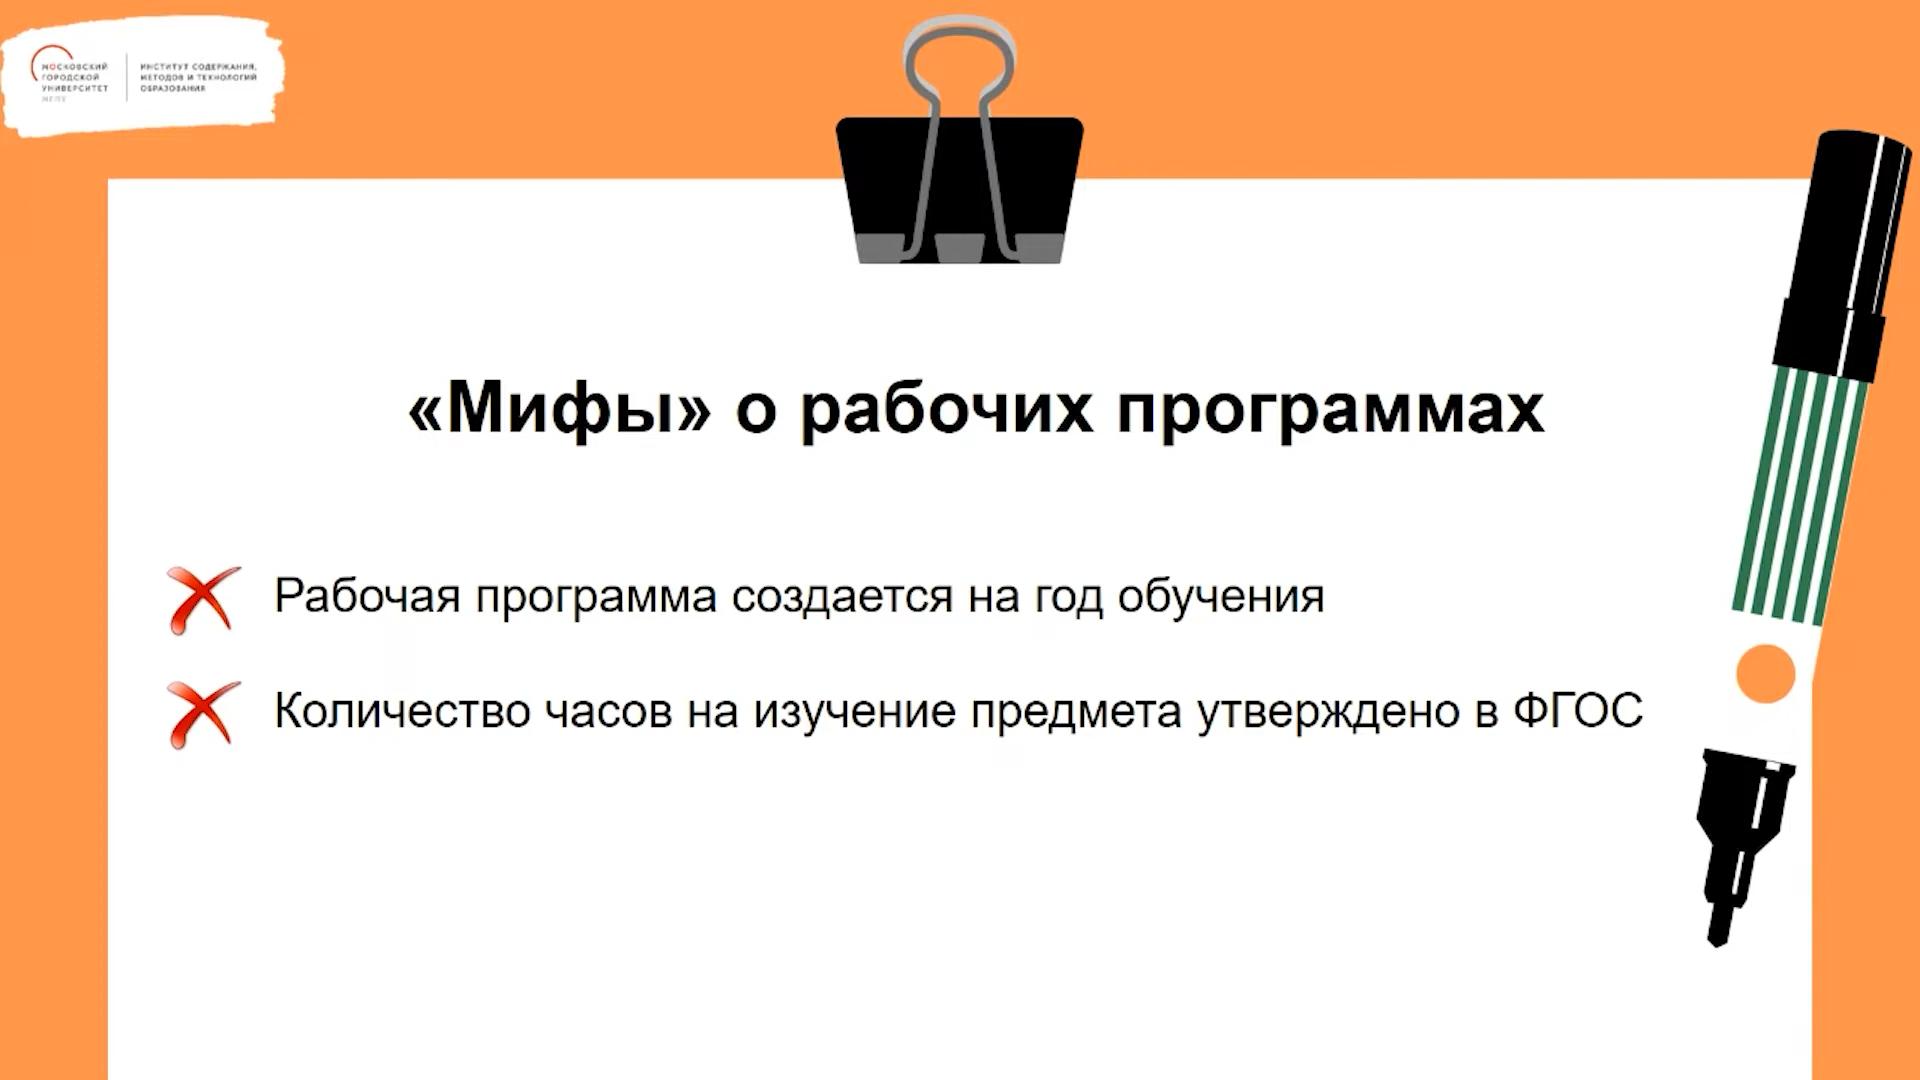 МОСКОВСКИЙ
ГОРОДСКОЙ
УНИВЕРСИТЕТ
МГПУ
ИНСТИТУТ СОДЕРЖАНИЯ,
МЕТОДОВ И ТЕХНОЛОГИЙ
ОБРАЗОВАНИЯ
«Мифы» о рабочих программах
Рабочая программа создается на год обучения
Количество часов на изучение предмета утверждено в ФГОС